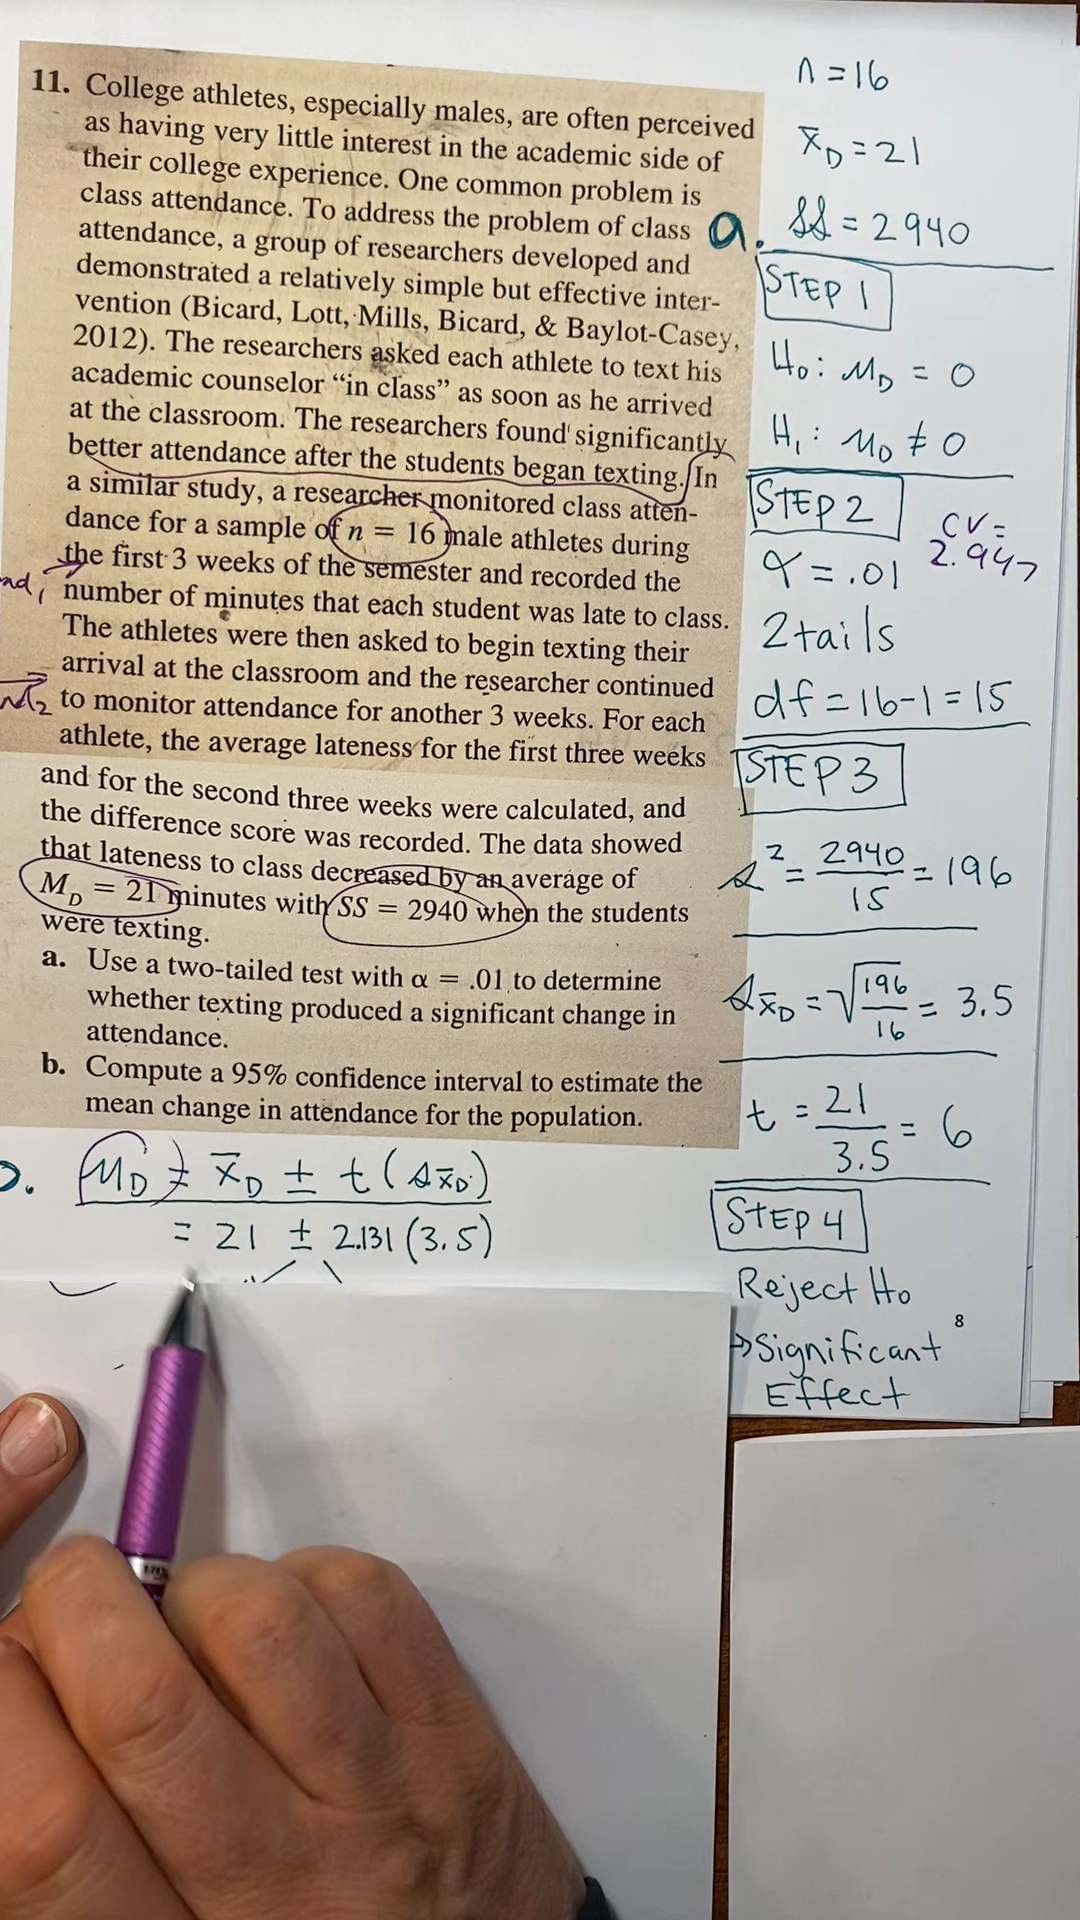 11. College athletes, especially males, are often perceived
as having very little interest in the academic side of
their college experience. One common problem is
class attendance. To address the problem of class
attendance, a group of researchers developed and
demonstrated a relatively simple but effective inter-
vention (Bicard, Lott, Mills, Bicard, & Baylot-Casey,
2012). The researchers asked each athlete to text his
academic counselor “in class” as soon as he arrived
at the classroom. The researchers found significantly
better attendance after the students began texting. In
a similar study, a researcher monitored class atten-
dance for a sample of n = 16 male athletes during
the first 3 weeks of the semester and recorded the
number of minutes that each student was late to class.
The athletes were then asked to begin texting their
arrival at the classroom and the researcher continued
to monitor attendance for another 3 weeks. For each
athlete, the average lateness for the first three weeks
and for the second three weeks were calculated, and
the difference score was recorded. The data showed
that lateness to class decreased by an average of
M_D = 21 minutes with SS = 2940 when the students
were texting.
a. Use a two-tailed test with α = .01 to determine
whether texting produced a significant change in
attendance.
b. Compute a 95% confidence interval to estimate the
mean change in attendance for the population.
μ_D = x̄_D ± t(s_x̄_D)
= 21 ± 2.131(3.5)
n = 16
x̄_D = 21
a. SS = 2940
STEP 1
H₀: μ_D = 0
H₁: μ_D ≠ 0
STEP 2
CV =
2.947
α = .01
2 tails
df = 16-1 = 15
STEP 3
s² = 2940/15 = 196
s_x̄_D = √196/16 = 3.5
t = 21/3.5 = 6
STEP 4
Reject H₀
→ Significant
Effect
8